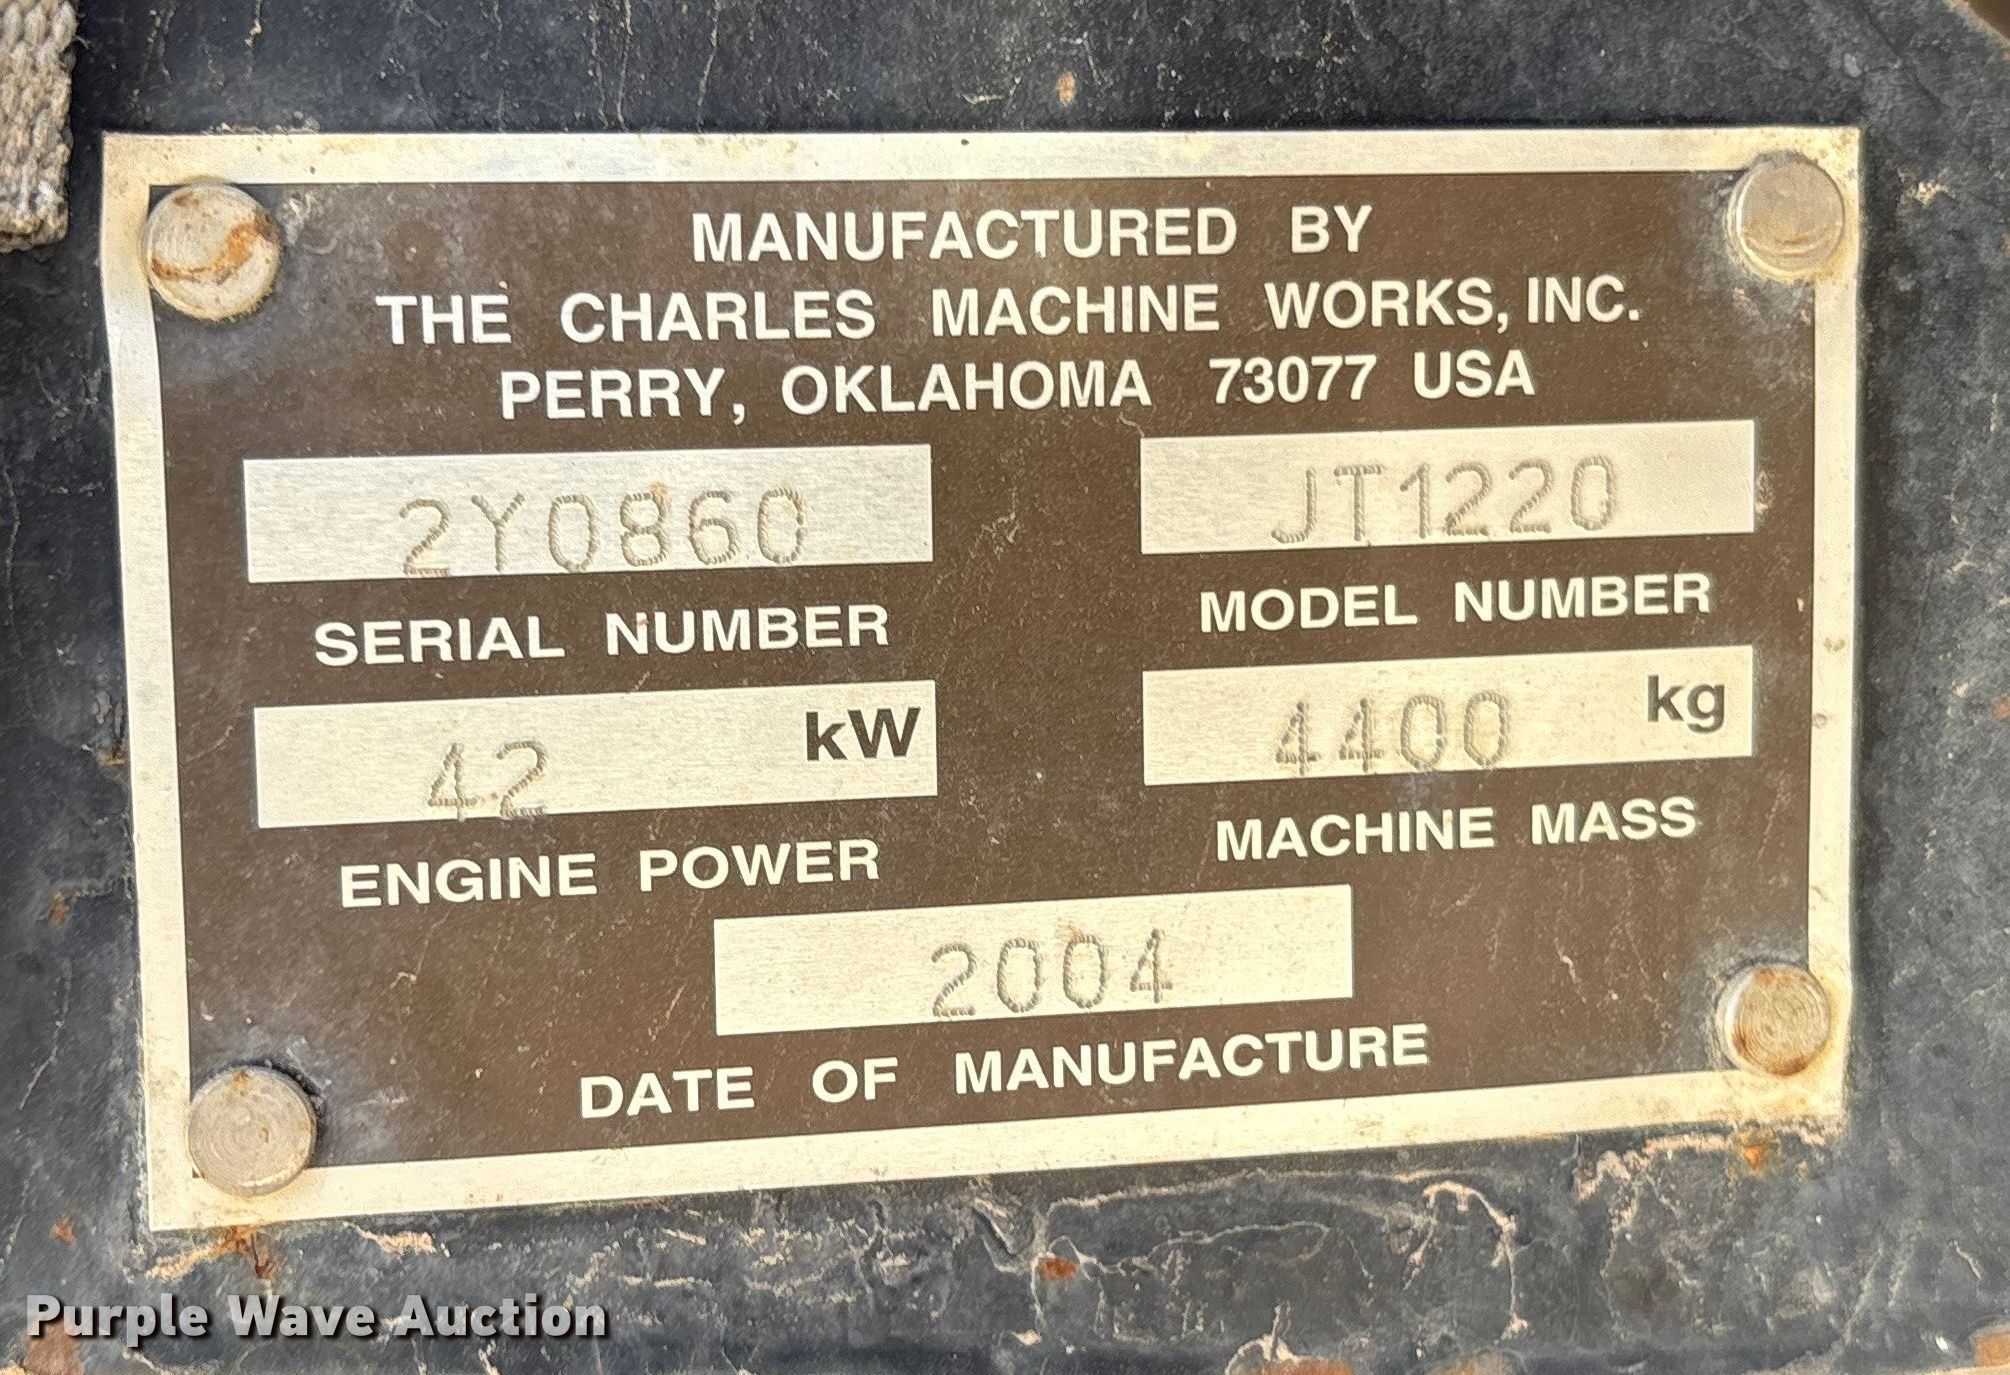 MANUFACTURED BY
THE CHARLES MACHINE WORKS, INC.
PERRY, OKLAHOMA 73077 USA
2Y0860
JT1220
SERIAL NUMBER
MODEL NUMBER
42 kW
4400 kg
ENGINE POWER
MACHINE MASS
2004
DATE OF MANUFACTURE
Purple Wave Auction